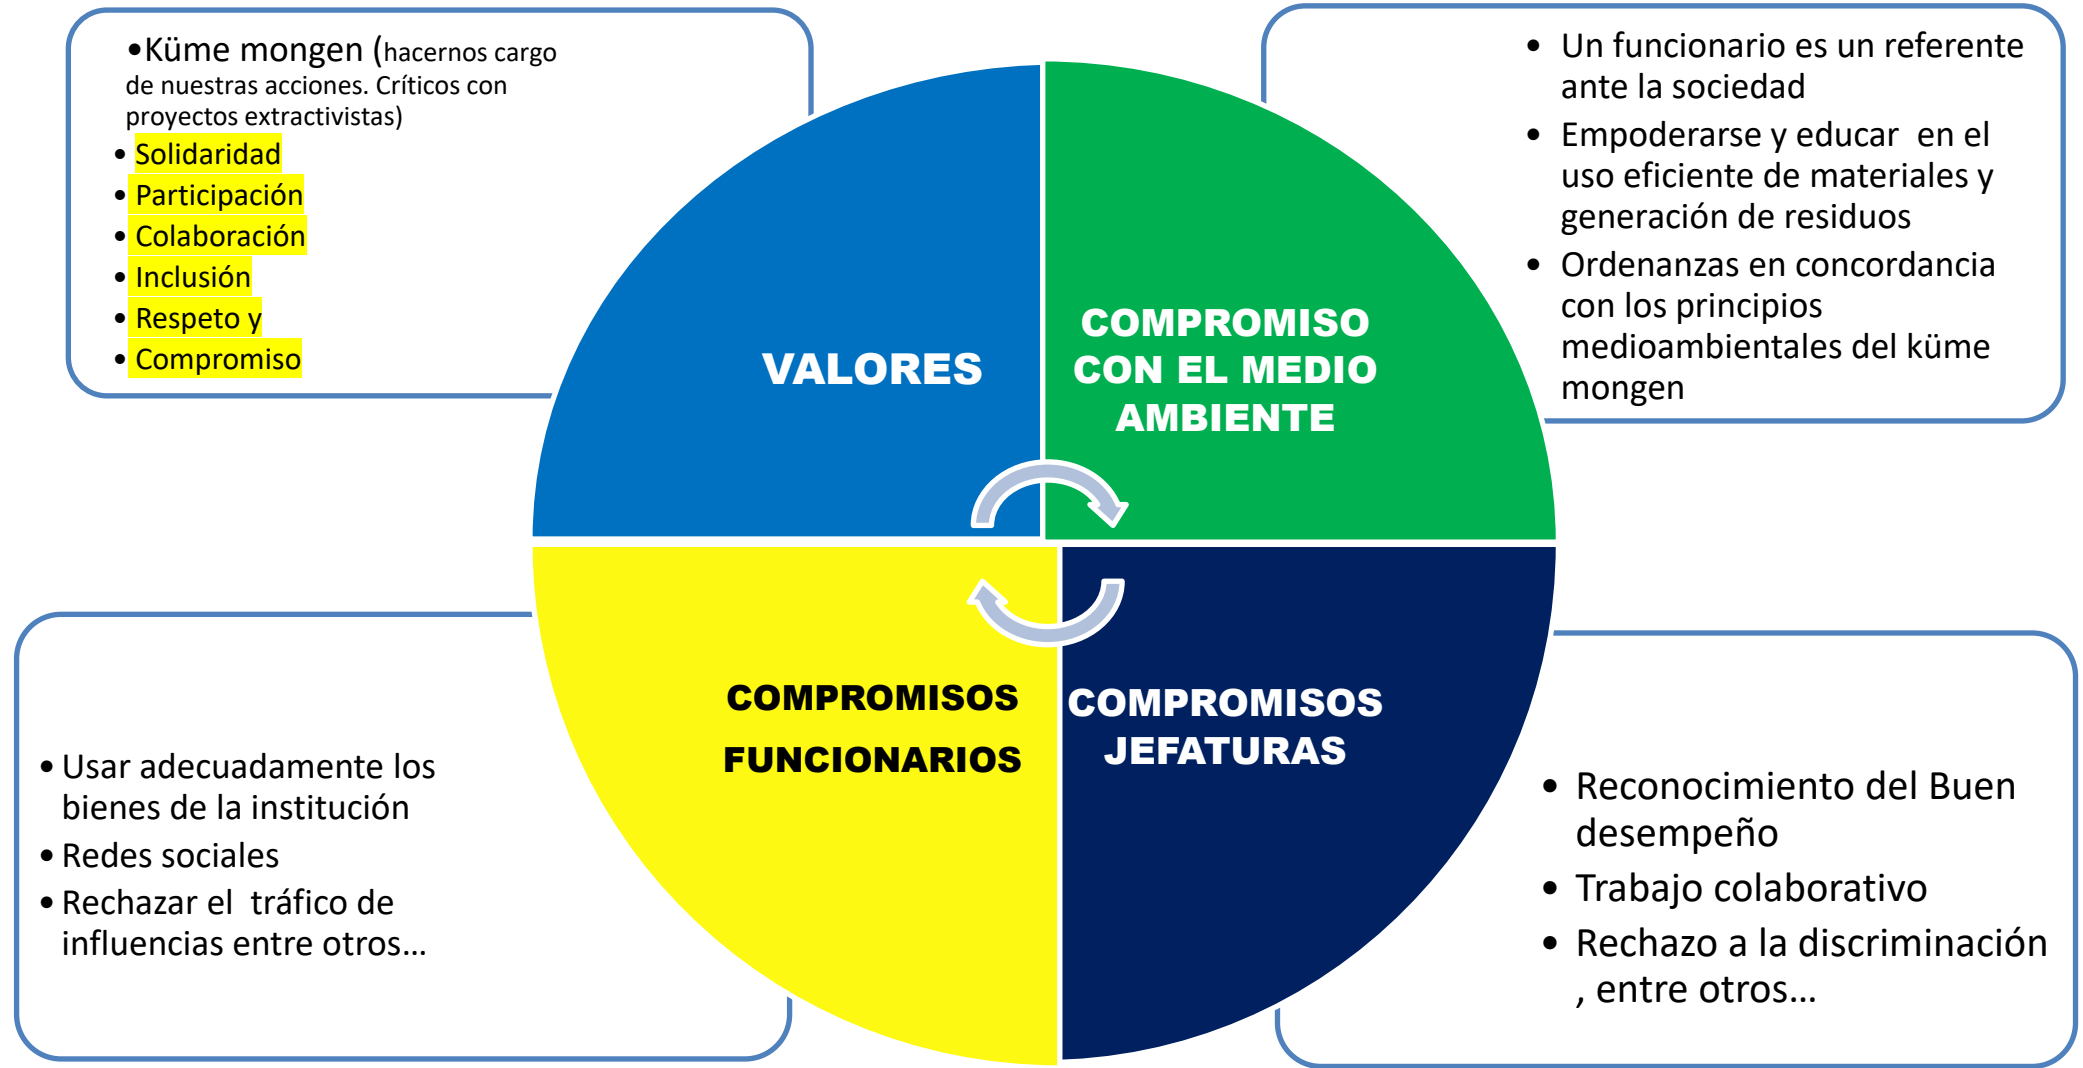 •Küme mongen (hacernos cargo
de nuestras acciones. Críticos con
proyectos extractivistas)
• Solidaridad
• Participación
• Colaboración
• Inclusión
• Respeto y
• Compromiso
• Un funcionario es un referente
ante la sociedad
• Empoderarse y educar en el
uso eficiente de materiales y
generación de residuos
• Ordenanzas en concordancia
con los principios
medioambientales del küme
mongen
VALORES
COMPROMISO
CON EL MEDIO
AMBIENTE
COMPROMISOS
FUNCIONARIOS
COMPROMISOS
JEFATURAS
• Usar adecuadamente los
bienes de la institución
• Redes sociales
• Rechazar el tráfico de
influencias entre otros...
• Reconocimiento del Buen
desempeño
• Trabajo colaborativo
• Rechazo a la discriminación
, entre otros...